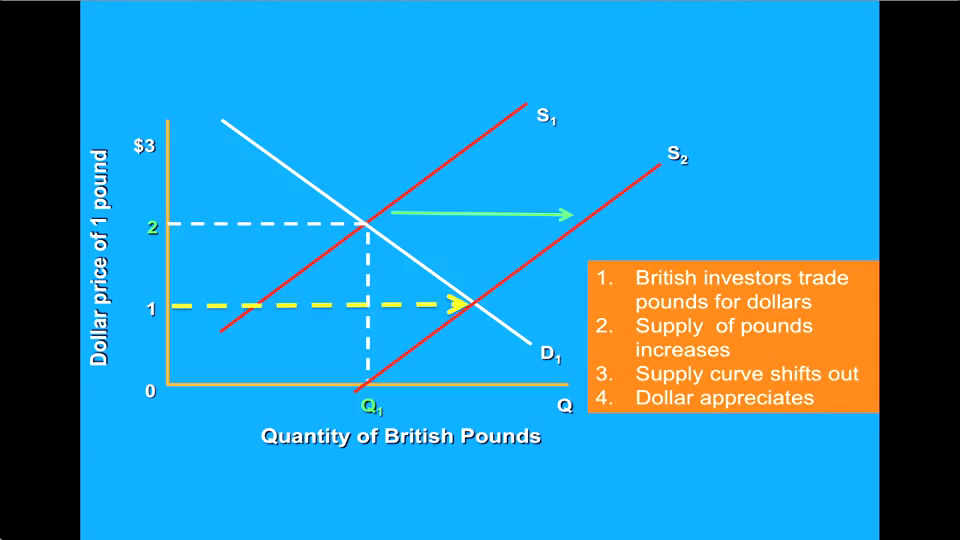 S1
S2
$3
2
1
0
Dollar price of 1 pound
D1
Q1
Q
Quantity of British Pounds
1. British investors trade
pounds for dollars
2. Supply of pounds
increases
3. Supply curve shifts out
4. Dollar appreciates